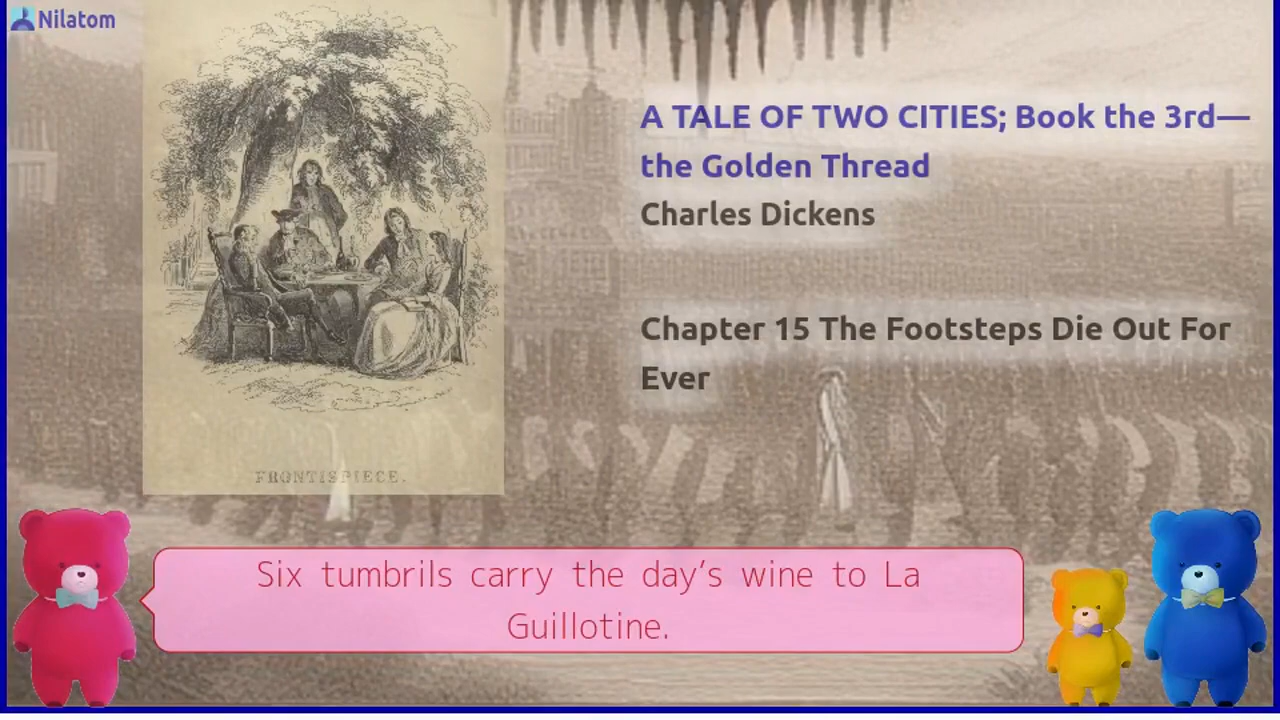 Nilatom
A TALE OF TWO CITIES; Book the 3rd—
the Golden Thread
Charles Dickens
Chapter 15 The Footsteps Die Out For
Ever
FRONTISPIECE.
Six tumbrils carry the day’s wine to La
Guillotine.